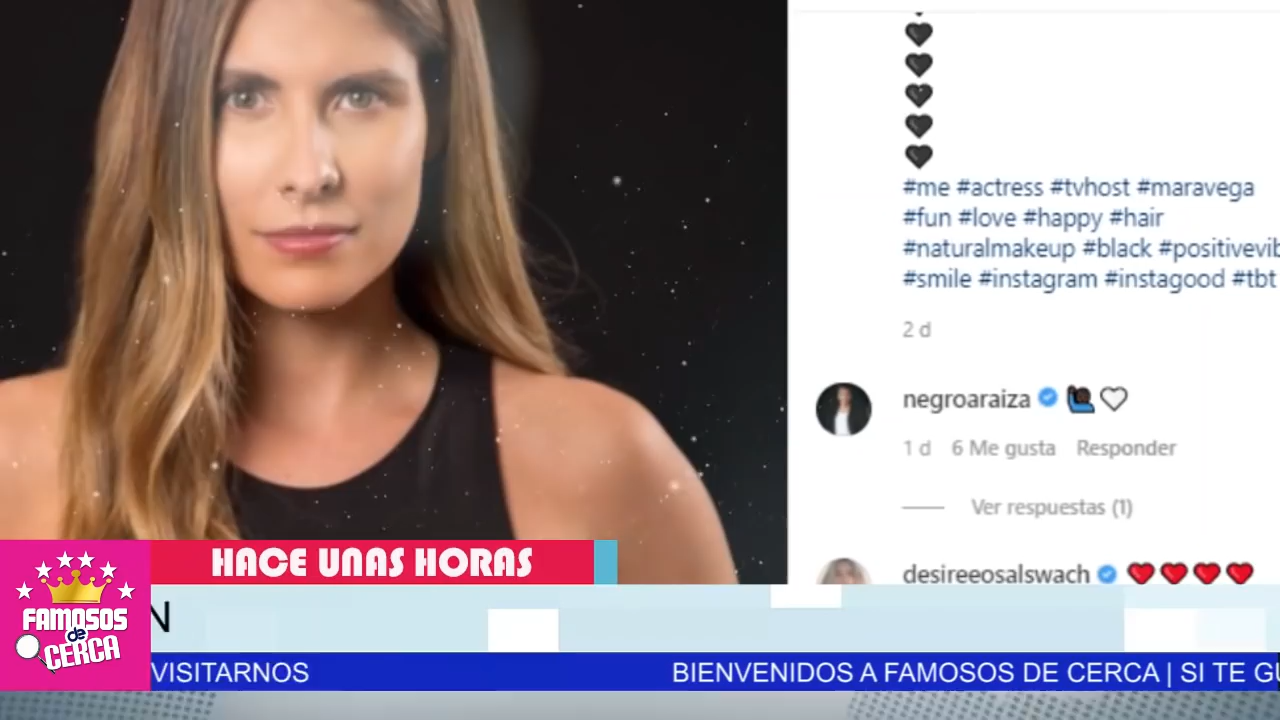 #me #actress #tvhost #maravega
#fun #love #happy #hair
#naturalmakeup #black #positivevib
#smile #instagram #instagood #tbt
2 d
negroaraiza
1 d 6 Me gusta Responder
Ver respuestas (1)
desireeosalswach
HACE UNAS HORAS
N
FAMOSOS
de
CERCA
VISITARNOS BIENVENIDOS A FAMOSOS DE CERCA | SI TE GU